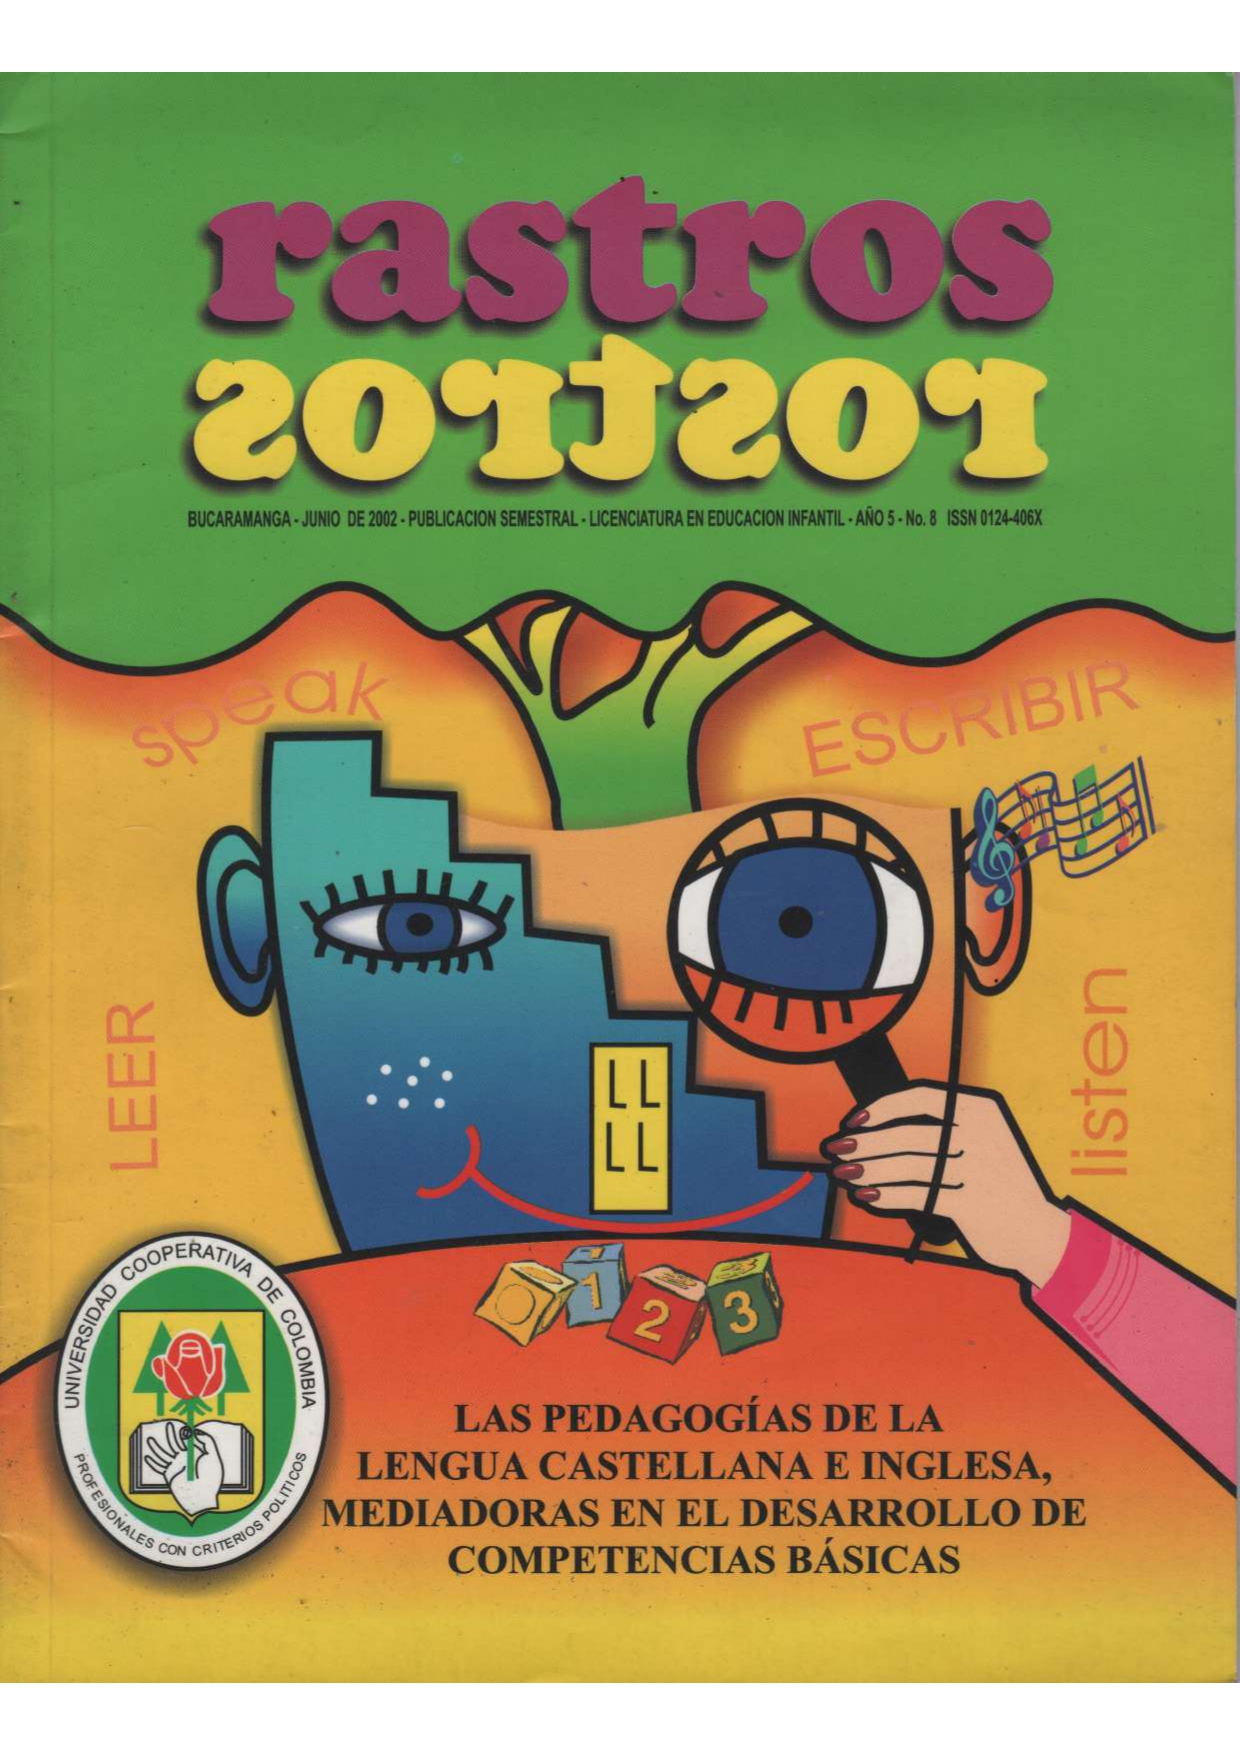 rastros
rostros
BUCARAMANGA - JUNIO DE 2002 - PUBLICACION SEMESTRAL - LICENCIATURA EN EDUCACION INFANTIL - AÑO 5 - No. 8 ISSN 0124-406X
speak
ESCRIBIR
LEER
listen
LL
LL
0 1 2 3
UNIVERSIDAD COOPERATIVA DE COLOMBIA
PROFESIONALES CON CRITERIOS POLITICOS
LAS PEDAGOGÍAS DE LA
LENGUA CASTELLANA E INGLESA,
MEDIADORAS EN EL DESARROLLO DE
COMPETENCIAS BÁSICAS